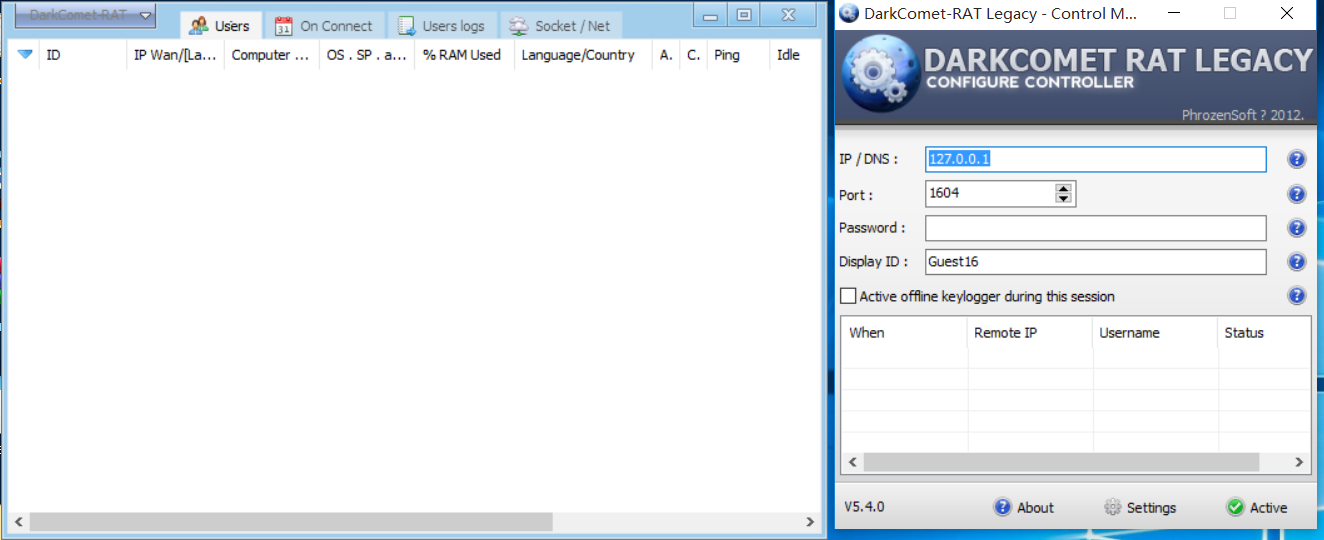 DarkComet-RAT
Users
On Connect
Users logs
Socket / Net
ID
IP Wan/[La...
Computer ...
OS . SP . a...
% RAM Used
Language/Country
A.
C.
Ping
Idle
DarkComet-RAT Legacy - Control M...
DARKCOMET RAT LEGACY
CONFIGURE CONTROLLER
PhrozenSoft ? 2012.
IP / DNS :
127.0.0.1
Port :
1604
Password :
Display ID :
Guest16
Active offline keylogger during this session
When
Remote IP
Username
Status
V5.4.0
About
Settings
Active